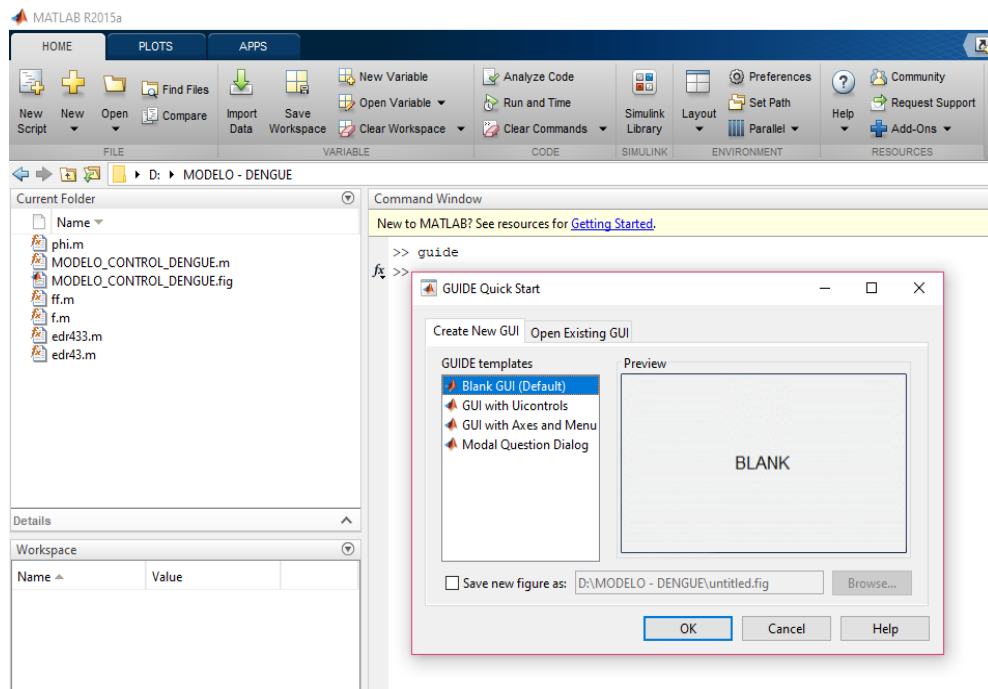 MATLAB R2015a
HOME PLOTS APPS
New Script
New
Open
Find Files
Compare
Import Data
Save Workspace
New Variable
Open Variable
Clear Workspace
Analyze Code
Run and Time
Clear Commands
Simulink Library
Layout
Preferences
Set Path
Parallel
Help
Community
Request Support
Add-Ons
FILE VARIABLE CODE SIMULINK ENVIRONMENT RESOURCES
D: MODELO - DENGUE
Current Folder
Name
phi.m
MODELO_CONTROL_DENGUE.m
MODELO_CONTROL_DENGUE.fig
ff.m
f.m
edr433.m
edr43.m
Details
Workspace
Name Value
Command Window
New to MATLAB? See resources for Getting Started.
>> guide
fx >>
GUIDE Quick Start
Create New GUI Open Existing GUI
GUIDE templates
Blank GUI (Default)
GUI with Uicontrols
GUI with Axes and Menu
Modal Question Dialog
Preview
BLANK
Save new figure as: D:\MODELO - DENGUE\untitled.fig Browse...
OK Cancel Help